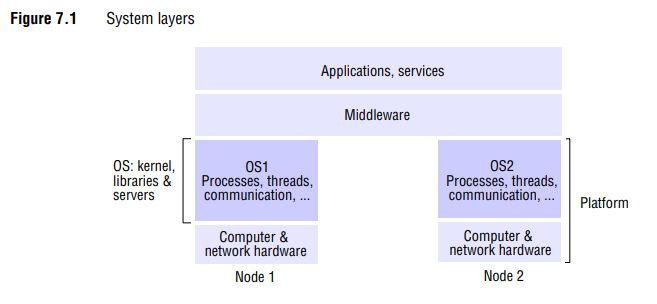 Figure 7.1 System layers
Applications, services
Middleware
OS: kernel,
libraries &
servers
OS1
Processes, threads,
communication, ...
OS2
Processes, threads,
communication, ...
Platform
Computer &
network hardware
Computer &
network hardware
Node 1
Node 2